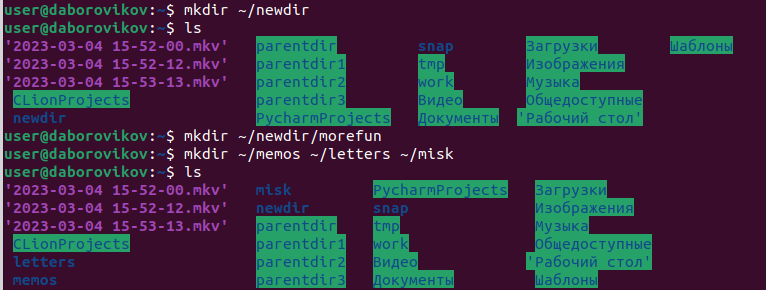 user@daborovikov:~$ mkdir ~/newdir
user@daborovikov:~$ ls
'2023-03-04 15-52-00.mkv' parentdir snap Загрузки Шаблоны
'2023-03-04 15-52-12.mkv' parentdir1 tmp Изображения
'2023-03-04 15-53-13.mkv' parentdir2 work Музыка
CLionProjects parentdir3 Видео Общедоступные
newdir PycharmProjects Документы 'Рабочий стол'
user@daborovikov:~$ mkdir ~/newdir/morefun
user@daborovikov:~$ mkdir ~/memos ~/letters ~/misk
user@daborovikov:~$ ls
'2023-03-04 15-52-00.mkv' misk PycharmProjects Загрузки
'2023-03-04 15-52-12.mkv' newdir snap Изображения
'2023-03-04 15-53-13.mkv' parentdir tmp Музыка
CLionProjects parentdir1 work Общедоступные
letters parentdir2 Видео 'Рабочий стол'
memos parentdir3 Документы Шаблоны